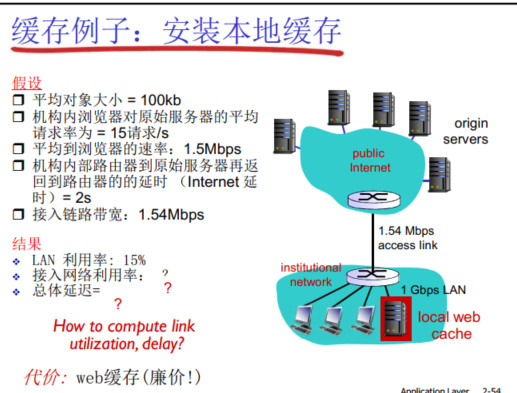 缓存例子：安装本地缓存
假设
平均对象大小 = 100kb
机构内浏览器对原始服务器的平均
请求率为 = 15请求/s
平均到浏览器的速率：1.5Mbps
机构内部路由器到原始服务器再返
回到路由器的的延时 （Internet 延
时）= 2s
接入链路带宽：1.54Mbps
结果
LAN 利用率: 15%
接入网络利用率： ?
总体延迟= ?
?
How to compute link
utilization, delay?
代价: web缓存(廉价!)
origin
servers
public
Internet
1.54 Mbps
access link
institutional
network
1 Gbps LAN
local web
cache
Application Layer 2-54